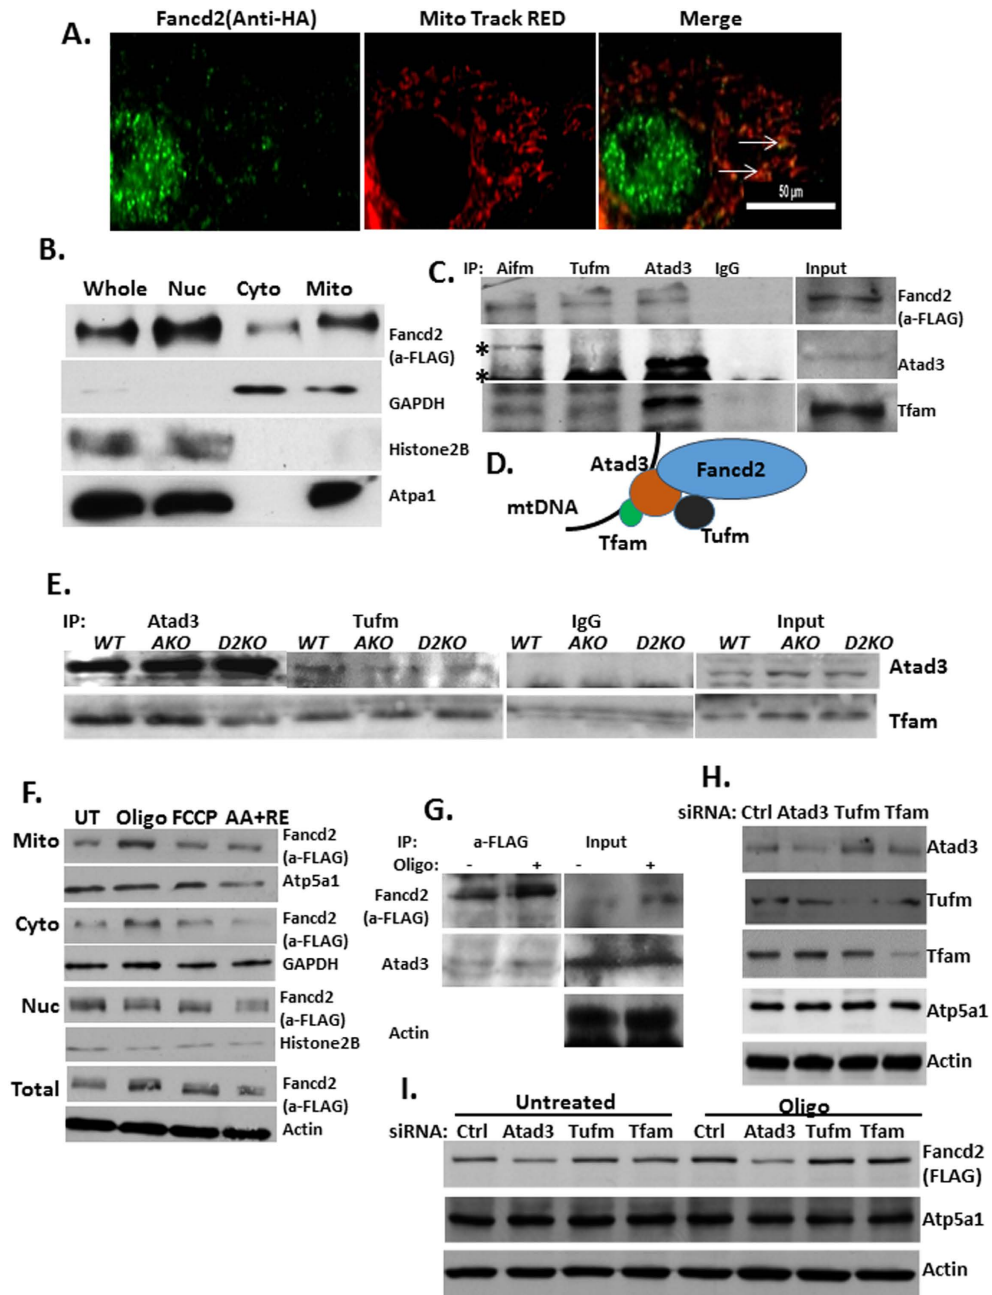 A.
Fancd2(Anti-HA) Mito Track RED Merge
50 µm
B.
Whole Nuc Cyto Mito
Fancd2
(a-FLAG)
GAPDH
Histone2B
Atpa1
C.
IP: Aifm Tufm Atad3 IgG Input
Fancd2
(a-FLAG)
*
Atad3
*
Tfam
D.
Atad3
Fancd2
mtDNA
Tfam
Tufm
E.
IP: Atad3 Tufm IgG Input
WT AKO D2KO WT AKO D2KO WT AKO D2KO WT AKO D2KO
Atad3
Tfam
F.
UT Oligo FCCP AA+RE
Mito
Fancd2
(a-FLAG)
Atp5a1
Cyto
Fancd2
(a-FLAG)
GAPDH
Nuc
Fancd2
(a-FLAG)
Histone2B
Total
Fancd2
(a-FLAG)
Actin
G.
IP: a-FLAG Input
Oligo: - + - +
Fancd2
(a-FLAG)
Atad3
Actin
H.
siRNA: Ctrl Atad3 Tufm Tfam
Atad3
Tufm
Tfam
Atp5a1
Actin
I.
Untreated Oligo
siRNA: Ctrl Atad3 Tufm Tfam Ctrl Atad3 Tufm Tfam
Fancd2
(FLAG)
Atp5a1
Actin